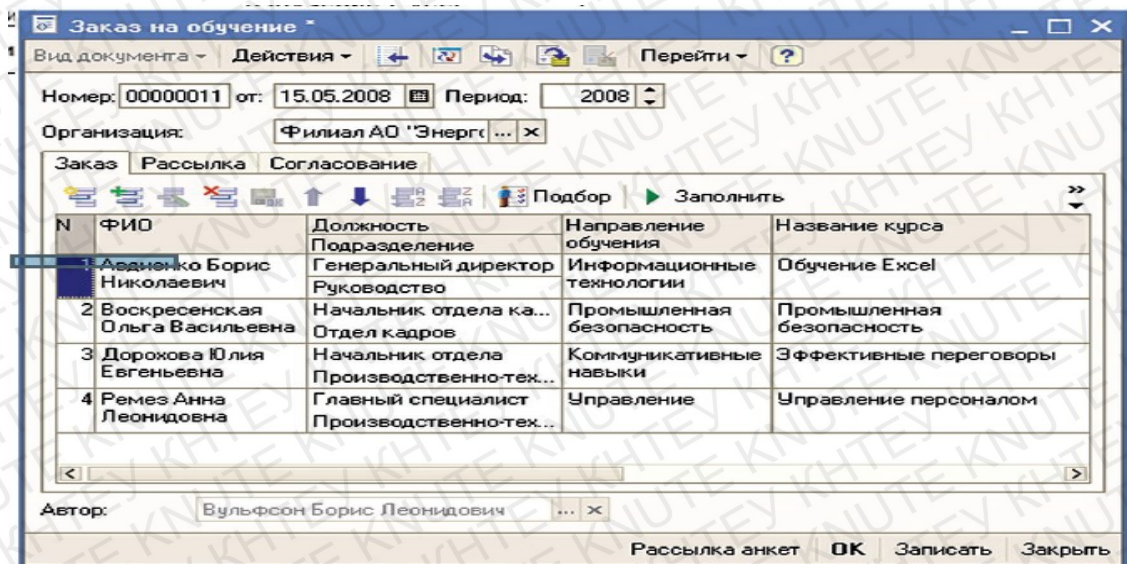 Заказ на обучение *
Вид документа Действия Перейти ?
Номер: 00000011 от: 15.05.2008 Период: 2008
Организация: Филиал АО "Энерго ... ×
Заказ Рассылка Согласование
Подбор Заполнить
N ФИО Должность Направление обучения Название курса
Подразделение
1 Авдиенко Борис Николаевич Генеральный директор Информационные технологии Обучение Excel
Руководство
2 Воскресенская Ольга Васильевна Начальник отдела ка... Промышленная безопасность Промышленная безопасность
Отдел кадров
3 Дорохова Юлия Евгеньевна Начальник отдела Коммуникативные навыки Эффективные переговоры
Производственно-тех...
4 Ремез Анна Леонидовна Главный специалист Управление Управление персоналом
Производственно-тех...
Автор: Вульфсон Борис Леонидович ... ×
Рассылка анкет OK Записать Закрыть